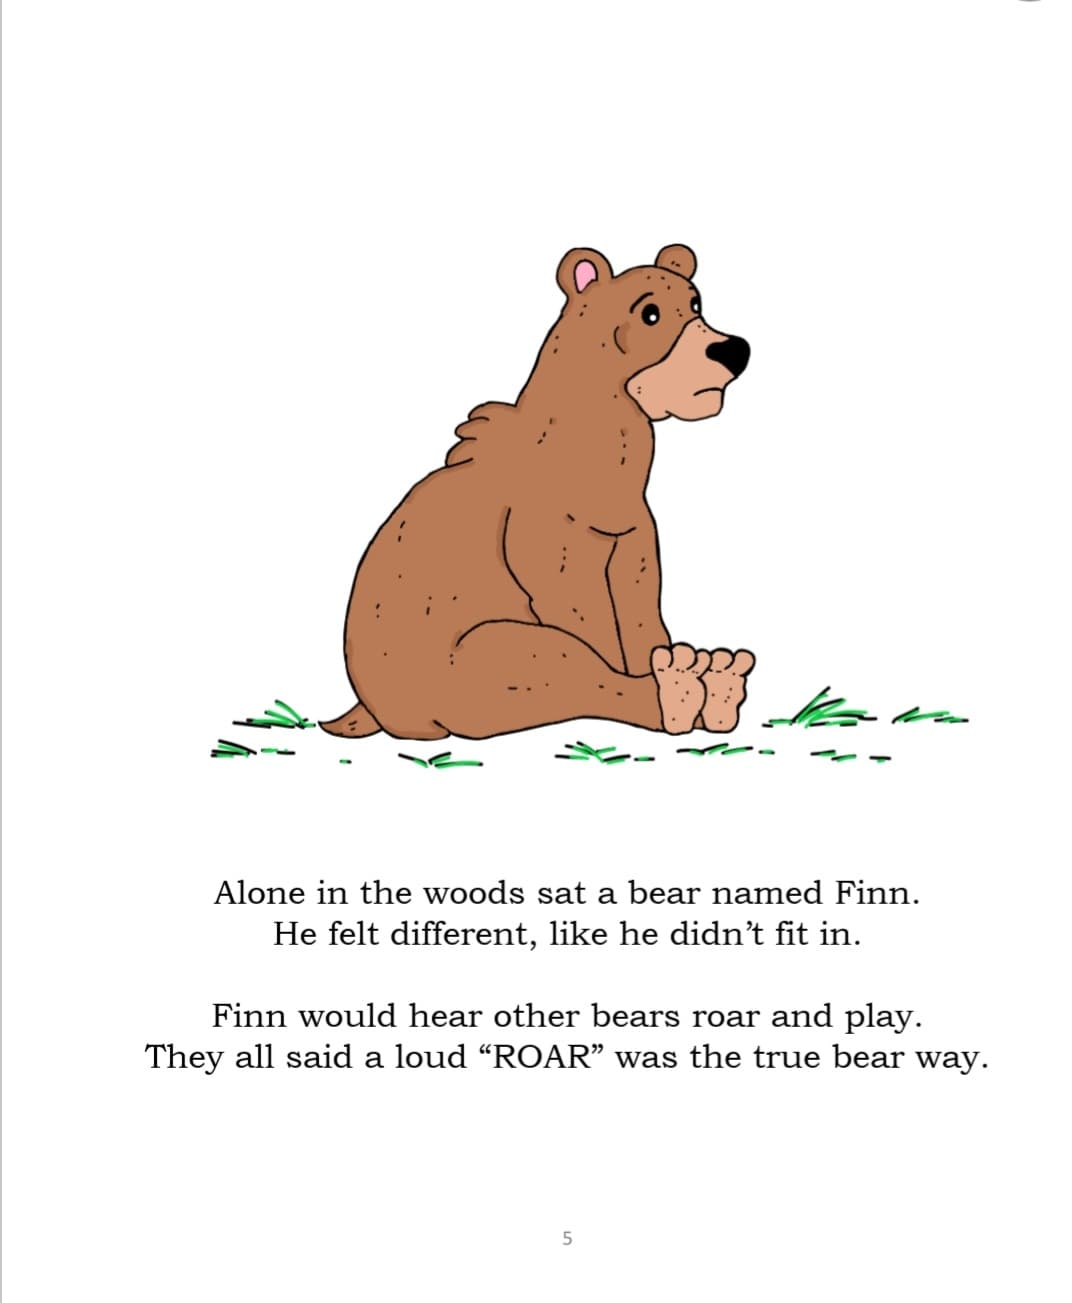 Alone in the woods sat a bear named Finn.
He felt different, like he didn’t fit in.
Finn would hear other bears roar and play.
They all said a loud “ROAR” was the true bear way.
5